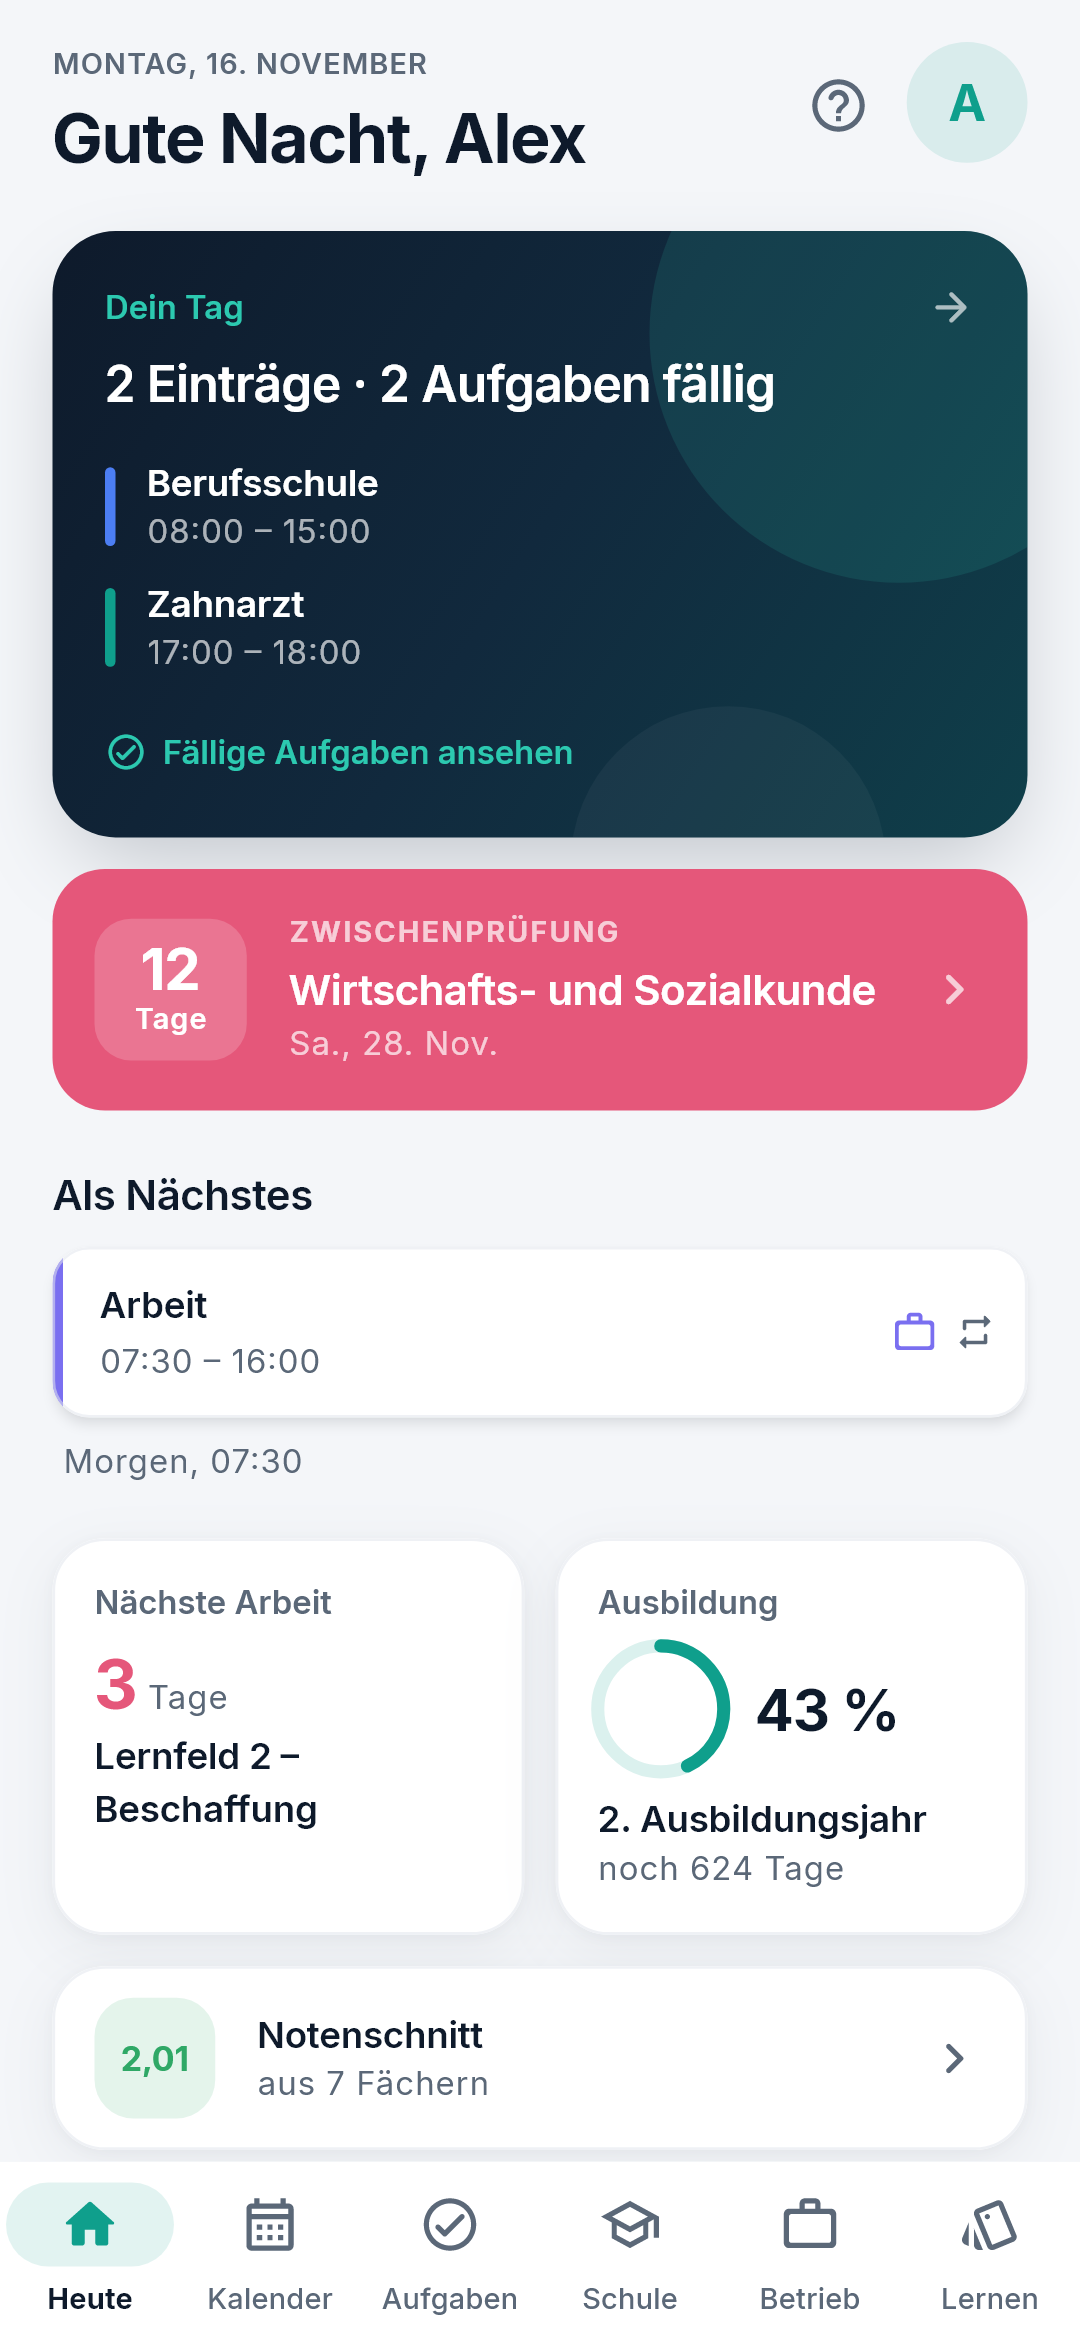 MONTAG, 16. NOVEMBER
Gute Nacht, Alex
A
Dein Tag
2 Einträge · 2 Aufgaben fällig
Berufsschule
08:00 – 15:00
Zahnarzt
17:00 – 18:00
Fällige Aufgaben ansehen
12
Tage
ZWISCHENPRÜFUNG
Wirtschafts- und Sozialkunde
Sa., 28. Nov.
Als Nächstes
Arbeit
07:30 – 16:00
Morgen, 07:30
Nächste Arbeit
3 Tage
Lernfeld 2 –
Beschaffung
Ausbildung
43 %
2. Ausbildungsjahr
noch 624 Tage
2,01
Notenschnitt
aus 7 Fächern
Heute
Kalender
Aufgaben
Schule
Betrieb
Lernen